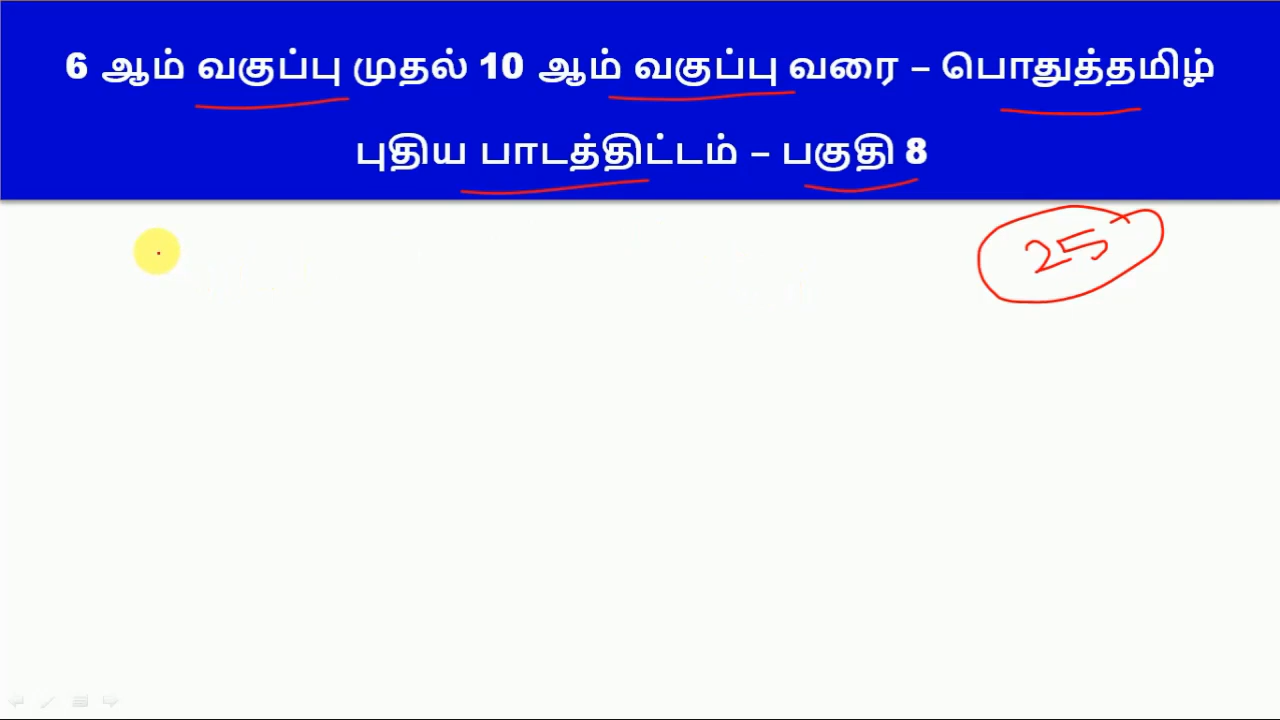 6 ஆம் வகுப்பு முதல் 10 ஆம் வகுப்பு வரை – பொதுத்தமிழ்
புதிய பாடத்திட்டம் – பகுதி 8
25